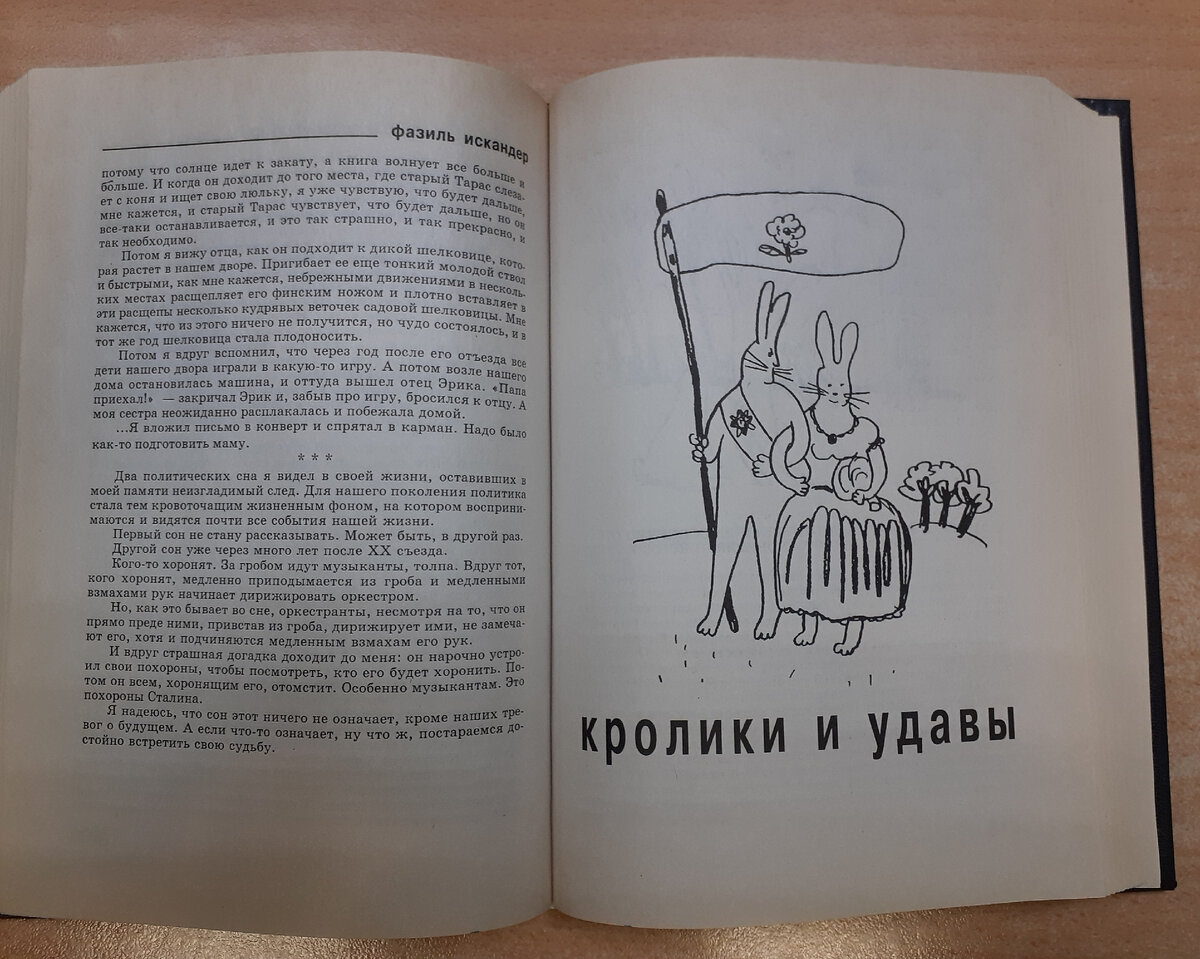 фазиль искандер
потому что солнце идет к закату, а книга волнует все больше и
больше. И когда он доходит до того места, где старый Тарас слеза-
ет с коня и ищет свою люльку, я уже чувствую, что будет дальше,
мне кажется, и старый Тарас чувствует, что будет дальше, но он
все-таки останавливается, и это так страшно, и так прекрасно, и
так необходимо.
Потом я вижу отца, как он подходит к дикой шелковице, кото-
рая растет в нашем дворе. Пригибает ее еще тонкий молодой ствол
и быстрыми, как мне кажется, небрежными движениями в несколь-
ких местах расщепляет его финским ножом и плотно вставляет в
эти расщепы несколько кудрявых веточек садовой шелковицы. Мне
кажется, что из этого ничего не получится, но чудо состоялось, и в
тот же год шелковица стала плодоносить.
Потом я вдруг вспомнил, что через год после его отъезда все
дети нашего двора играли в какую-то игру. А потом возле нашего
дома остановилась машина, и оттуда вышел отец Эрика. «Папа
приехал!» — закричал Эрик и, забыв про игру, бросился к отцу. А
моя сестра неожиданно расплакалась и побежала домой.
...Я вложил письмо в конверт и спрятал в карман. Надо было
как-то подготовить маму.
* * *
Два политических сна я видел в своей жизни, оставивших в
моей памяти неизгладимый след. Для нашего поколения политика
стала тем кровоточащим жизненным фоном, на котором восприни-
маются и видятся почти все события нашей жизни.
Первый сон не стану рассказывать. Может быть, в другой раз.
Другой сон уже через много лет после XX съезда.
Кого-то хоронят. За гробом идут музыканты, толпа. Вдруг тот,
кого хоронят, медленно приподымается из гроба и медленными
взмахами рук начинает дирижировать оркестром.
Но, как это бывает во сне, оркестранты, несмотря на то, что он
прямо преде ними, привстав из гроба, дирижирует ими, не замеча-
ют его, хотя и подчиняются медленным взмахам его рук.
И вдруг страшная догадка доходит до меня: он нарочно устро-
ил свои похороны, чтобы посмотреть, кто его будет хоронить. По-
том он всем, хоронящим его, отомстит. Особенно музыкантам. Это
похороны Сталина.
Я надеюсь, что сон этот ничего не означает, кроме наших тре-
вог о будущем. А если что-то означает, ну что ж, постараемся до-
стойно встретить свою судьбу.
кролики и удавы